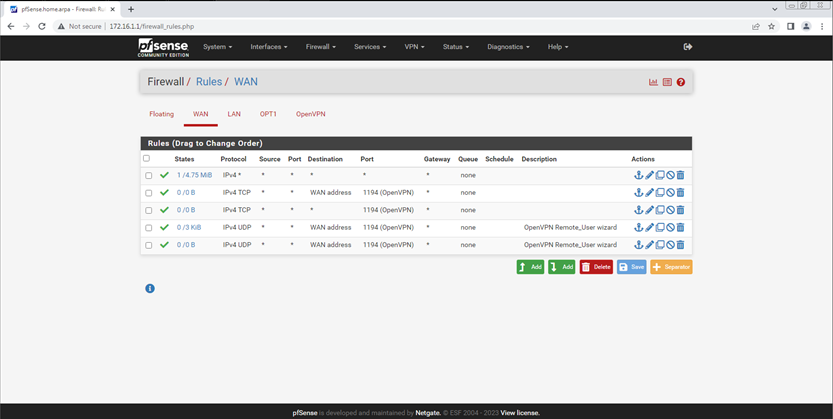 pfSense.home.arpa - Firewall: Ru
Not secure | 172.16.1.1/firewall_rules.php
pfsense COMMUNITY EDITION System Interfaces Firewall Services VPN Status Diagnostics Help
Firewall / Rules / WAN
Floating WAN LAN OPT1 OpenVPN
Rules (Drag to Change Order)
States Protocol Source Port Destination Port Gateway Queue Schedule Description Actions
1 /4.75 MiB IPv4 * * * * * * none
0 /0 B IPv4 TCP * * WAN address 1194 (OpenVPN) * none
0 /0 B IPv4 TCP * * * 1194 (OpenVPN) * none
0 /3 KiB IPv4 UDP * * WAN address 1194 (OpenVPN) * none OpenVPN Remote_User wizard
0 /0 B IPv4 UDP * * WAN address 1194 (OpenVPN) * none OpenVPN Remote_User wizard
Add Add Delete Save Separator
pfSense is developed and maintained by Netgate. © ESF 2004 - 2023 View license.